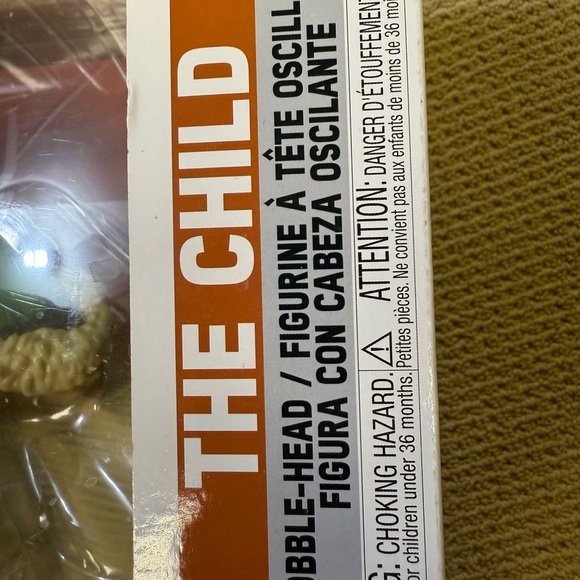 THE CHILD
OBBLE-HEAD / FIGURINE À TÊTE OSCILL
FIGURA CON CABEZA OSCILANTE
G: CHOKING HAZARD. ⚠ ATTENTION: DANGER D'ÉTOUFFEMENT
or children under 36 months. Petites pièces. Ne convient pas aux enfants de moins de 36 moi